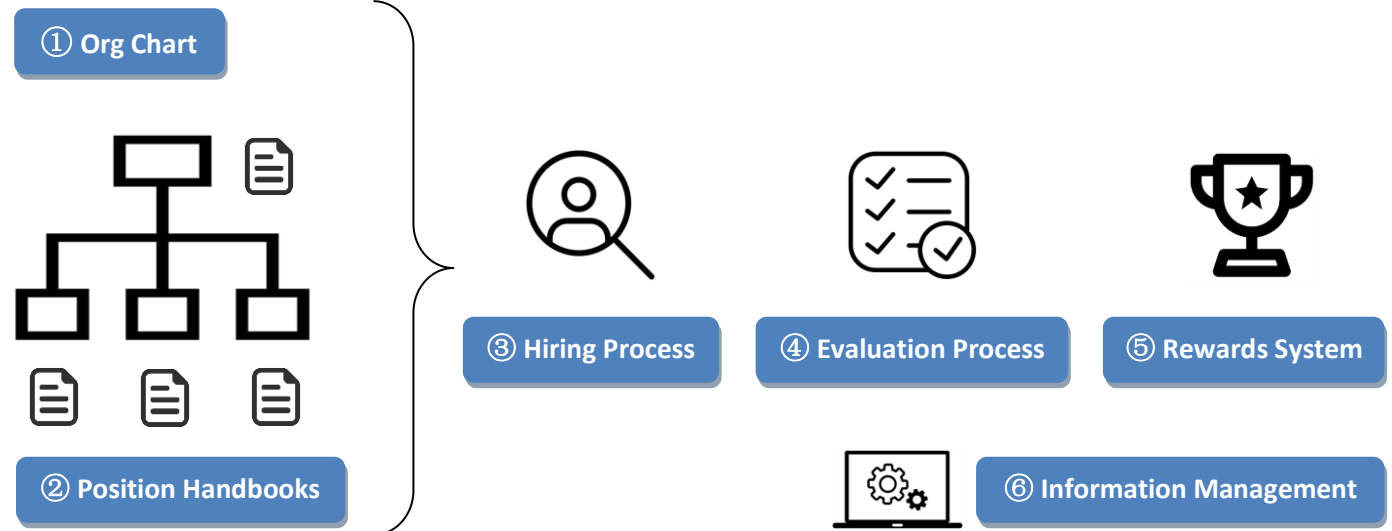 ① Org Chart
② Position Handbooks
③ Hiring Process
④ Evaluation Process
⑤ Rewards System
⑥ Information Management